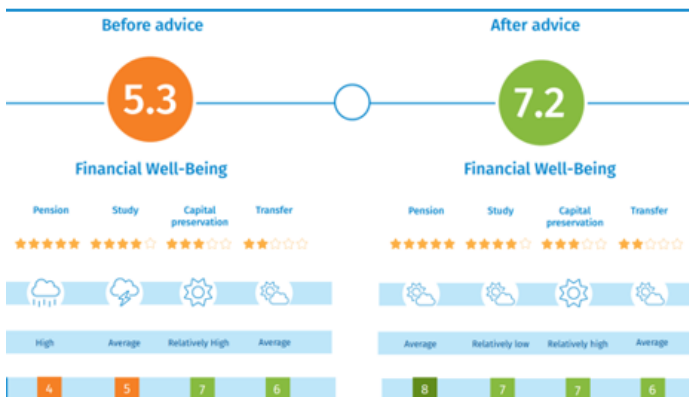 Before advice After advice
5.3 7.2
Financial Well-Being Financial Well-Being
Pension Study Capital preservation Transfer Pension Study Capital preservation Transfer
High Average Relatively High Average Average Relatively low Relatively high Average
4 5 7 6 8 7 7 6